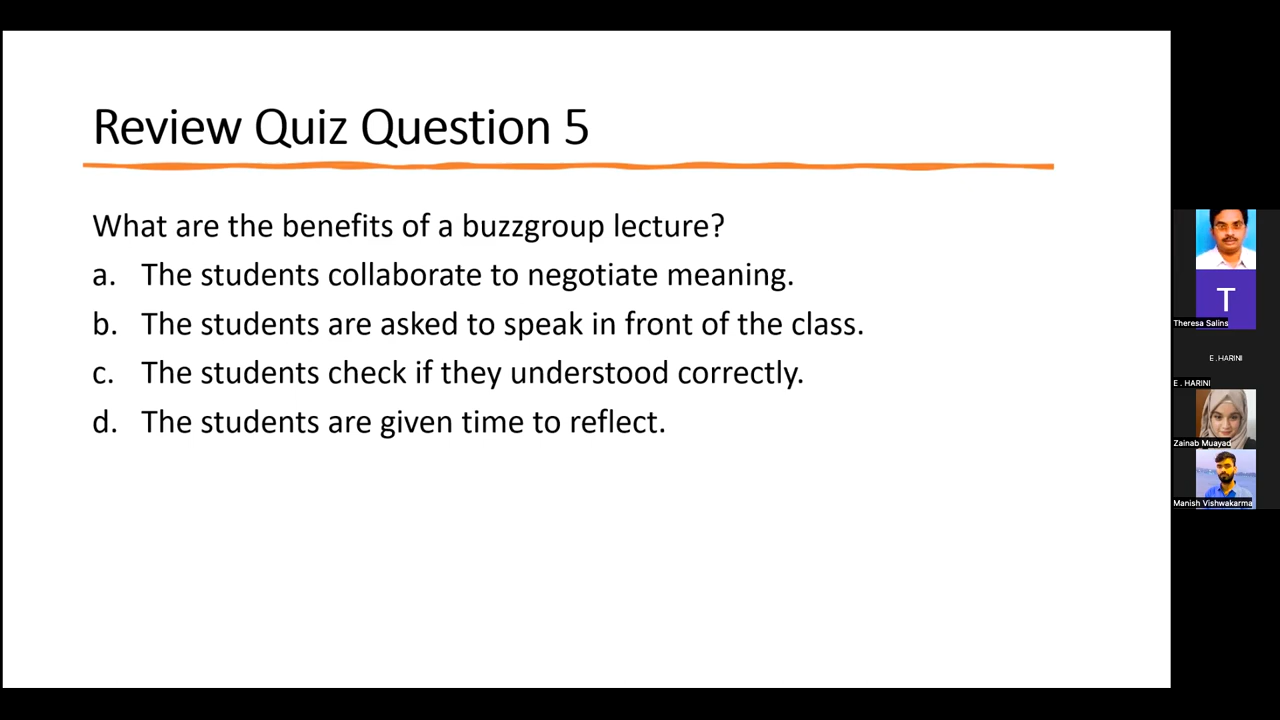 Review Quiz Question 5
What are the benefits of a buzzgroup lecture?
a. The students collaborate to negotiate meaning.
b. The students are asked to speak in front of the class.
c. The students check if they understood correctly.
d. The students are given time to reflect.
T
Theresa Salins
E .HARINI
E . HARINI
Zainab Muayad
Manish Vishwakarma